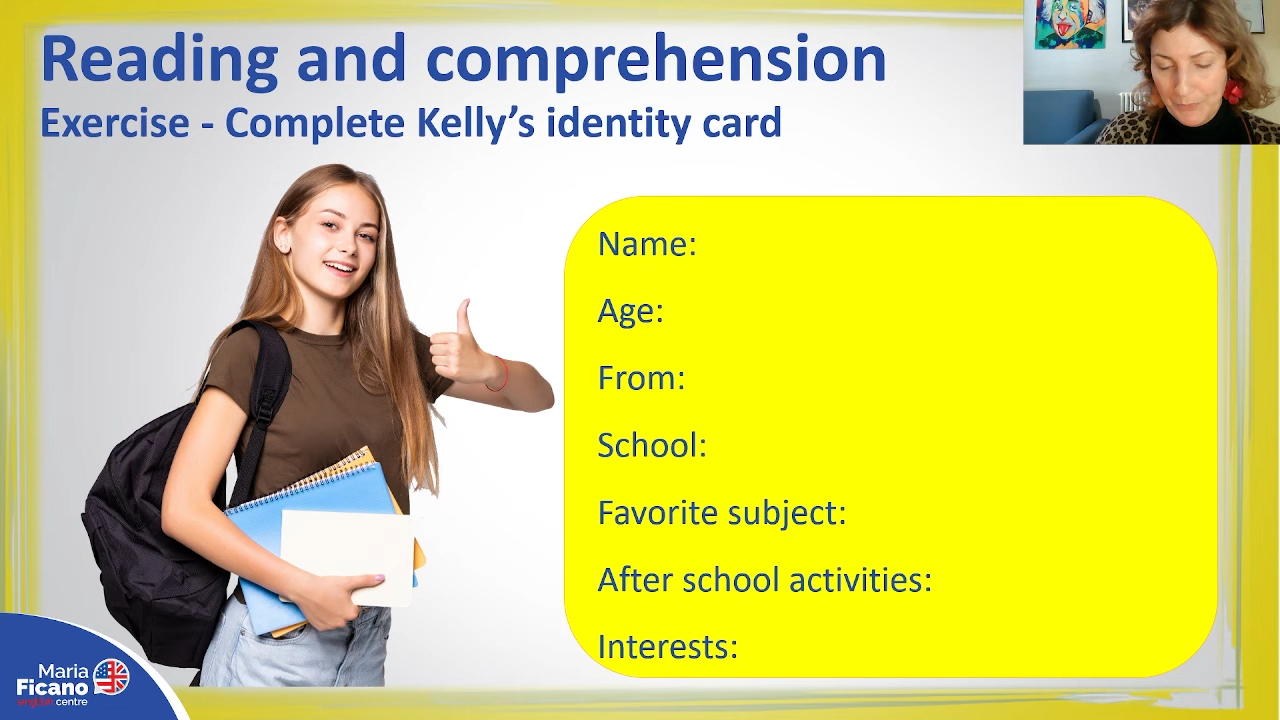 Reading and comprehension
Exercise - Complete Kelly’s identity card
Name:
Age:
From:
School:
Favorite subject:
After school activities:
Interests:
Maria
Ficano
english centre